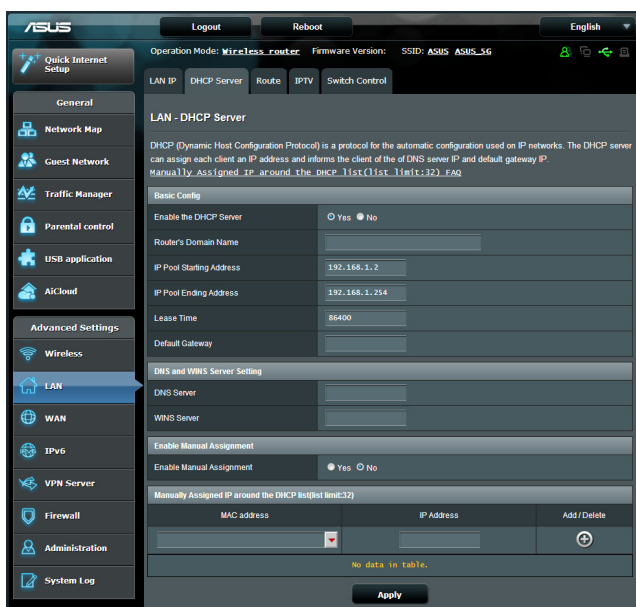 ASUS
Logout
Reboot
English
Quick Internet Setup
Operation Mode: Wireless router Firmware Version: SSID: ASUS ASUS_5G
LAN IP
DHCP Server
Route
IPTV
Switch Control
General
Network Map
Guest Network
Traffic Manager
Parental control
USB application
AiCloud
Advanced Settings
Wireless
LAN
WAN
IPv6
VPN Server
Firewall
Administration
System Log
LAN - DHCP Server
DHCP (Dynamic Host Configuration Protocol) is a protocol for the automatic configuration used on IP networks. The DHCP server
can assign each client an IP address and informs the client of the of DNS server IP and default gateway IP.
Manually Assigned IP around the DHCP list(list limit:32) FAQ
Basic Config
Enable the DHCP Server Yes No
Router's Domain Name
IP Pool Starting Address 192.168.1.2
IP Pool Ending Address 192.168.1.254
Lease Time 86400
Default Gateway
DNS and WINS Server Setting
DNS Server
WINS Server
Enable Manual Assignment
Enable Manual Assignment Yes No
Manually Assigned IP around the DHCP list(list limit:32)
MAC address IP Address Add / Delete
No data in table.
Apply